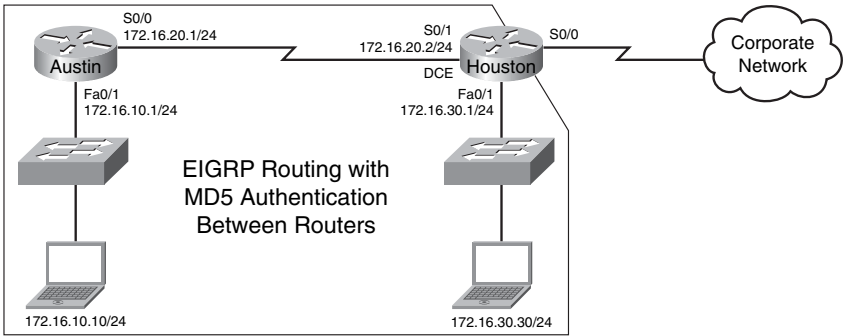 S0/0
172.16.20.1/24
Austin
Fa0/1
172.16.10.1/24
S0/1
172.16.20.2/24
DCE
Houston
S0/0
Fa0/1
172.16.30.1/24
Corporate
Network
EIGRP Routing with
MD5 Authentication
Between Routers
172.16.10.10/24
172.16.30.30/24